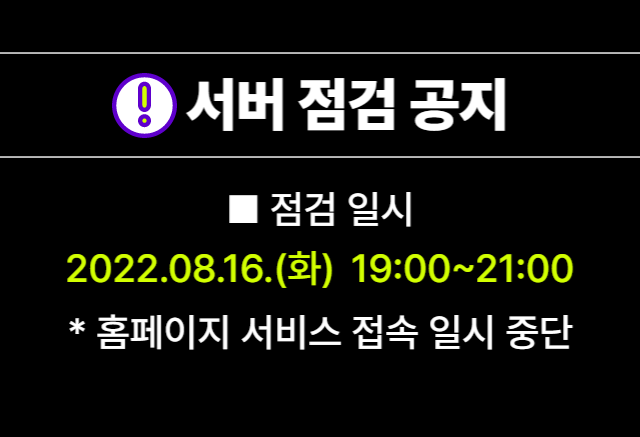 서버 점검 공지
■ 점검 일시
2022.08.16.(화) 19:00~21:00
* 홈페이지 서비스 접속 일시 중단